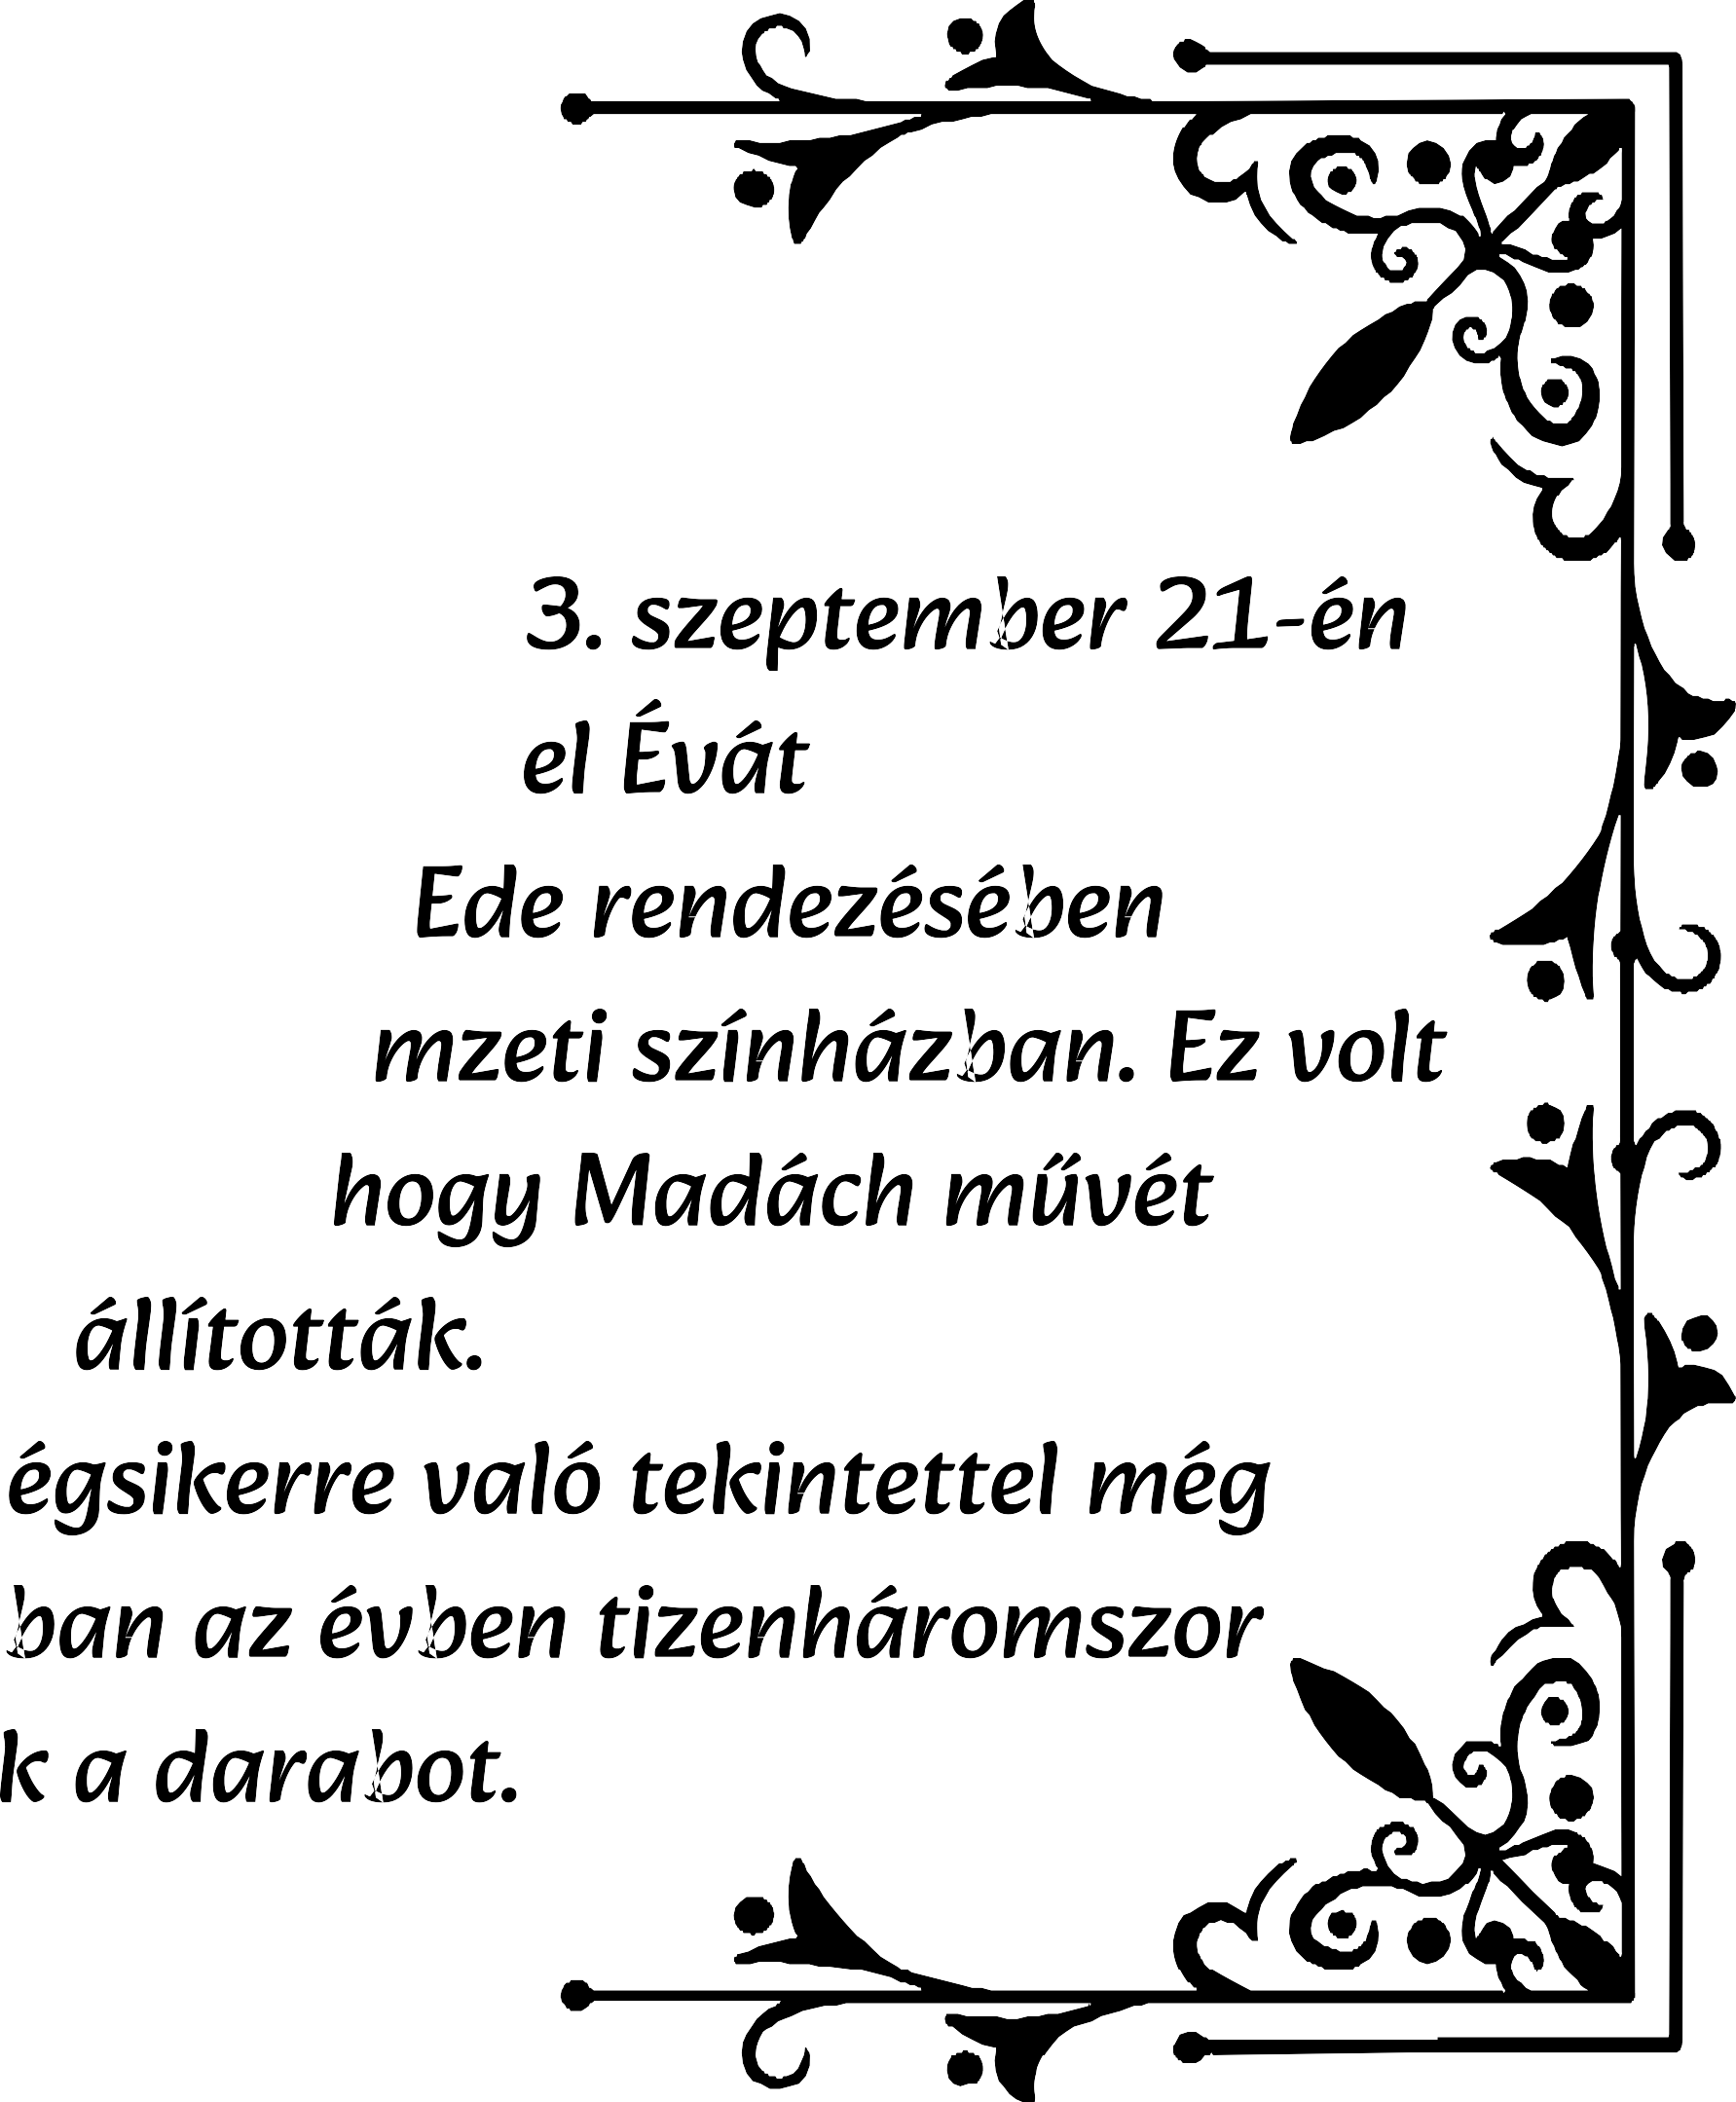 3. szeptember 21-én
el Évát
Ede rendezésében
mzeti színházban. Ez volt
hogy Madách művét
állították.
égsikerre való tekintettel még
ban az évben tizenháromszor
k a darabot.